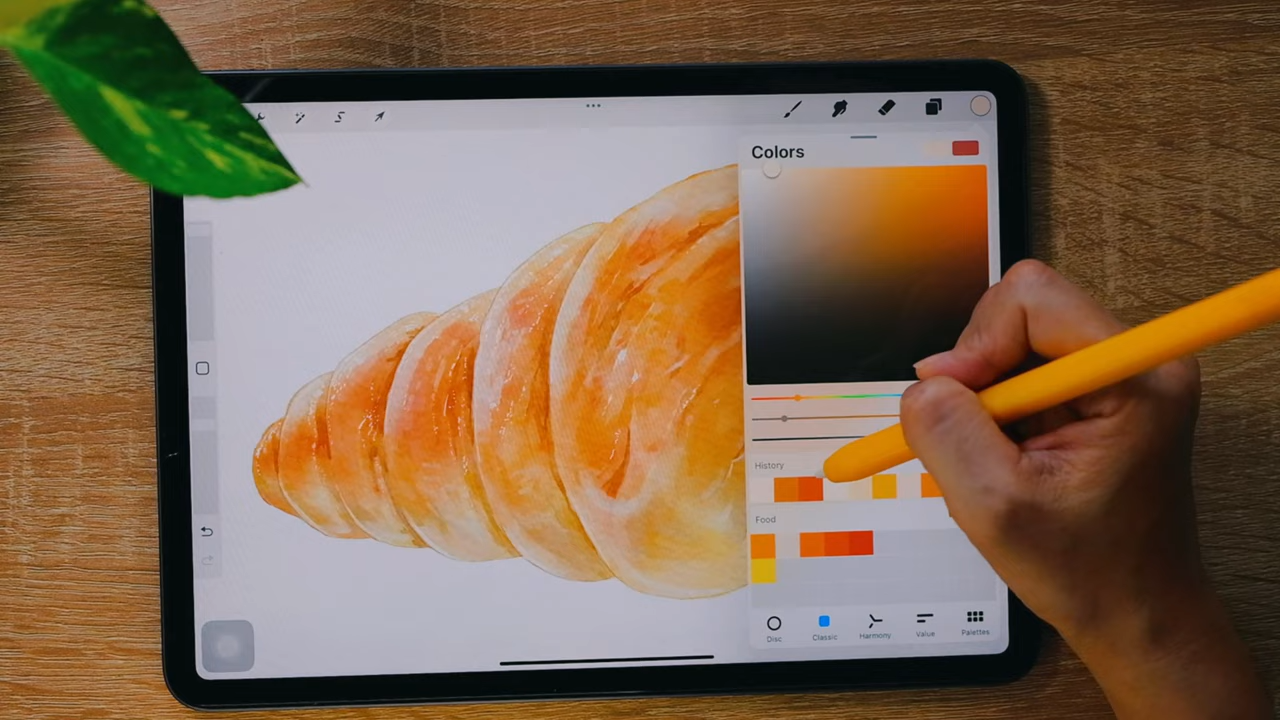 Colors
History
Food
Disc
Classic
Harmony
Value
Palettes